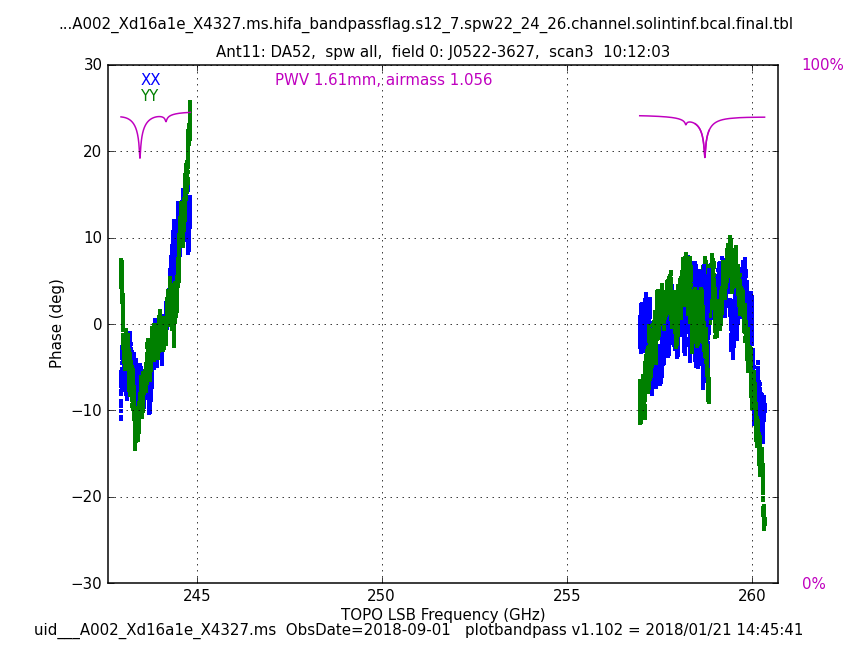 ...A002_Xd16a1e_X4327.ms.hifa_bandpassflag.s12_7.spw22_24_26.channel.solintinf.bcal.final.tbl
Ant11: DA52,  spw all,  field 0: J0522-3627,  scan3  10:12:03
30 100%
XX PWV 1.61mm, airmass 1.056
YY
20
10
0
−10
−20
−30 0%
Phase (deg)
245 250 255 260
TOPO LSB Frequency (GHz)
uid___A002_Xd16a1e_X4327.ms  ObsDate=2018-09-01   plotbandpass v1.102 = 2018/01/21 14:45:41